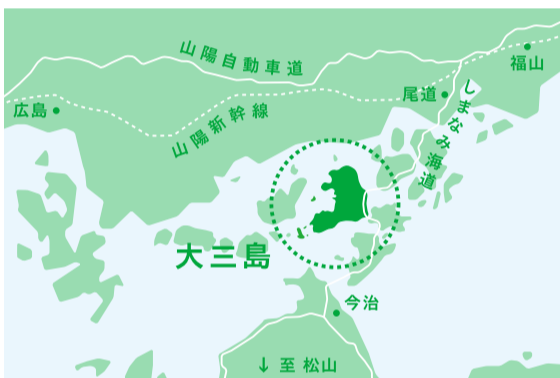 山陽自動車道
福山
尾道
広島
山陽新幹線
しまなみ海道
大三島
今治
↓ 至 松山